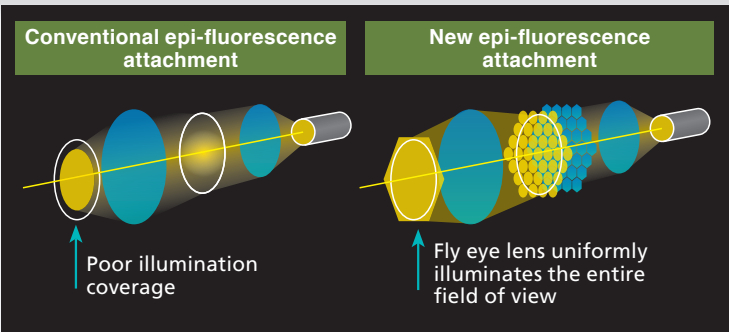 Conventional epi-fluorescence
attachment
New epi-fluorescence
attachment
Poor illumination
coverage
Fly eye lens uniformly
illuminates the entire
field of view